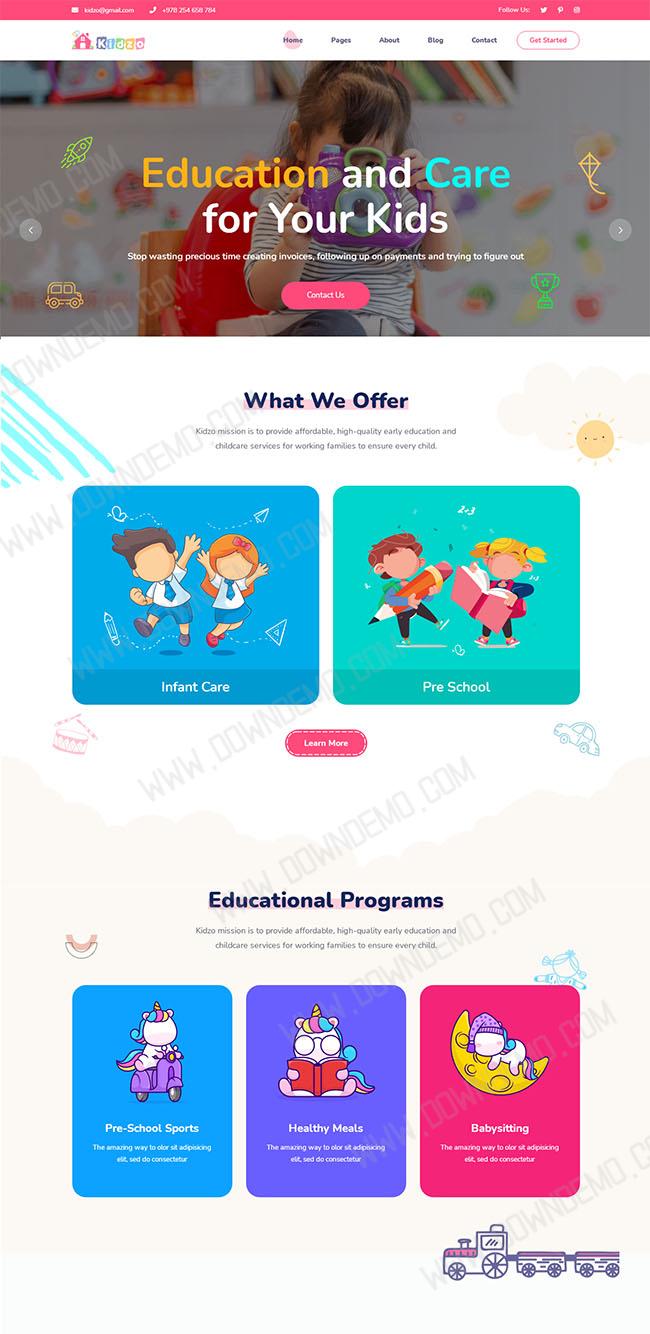 kidzo@gmail.com +978 254 658 784 Follow Us:
Kidzo Home Pages About Blog Contact Get Started
Education and Care
for Your Kids
Stop wasting precious time creating invoices, following up on payments and trying to figure out
Contact Us
What We Offer
Kidzo mission is to provide affordable, high-quality early education and
childcare services for working families to ensure every child.
2+3
Infant Care Pre School
Learn More
Educational Programs
Kidzo mission is to provide affordable, high-quality early education and
childcare services for working families to ensure every child.
Pre-School Sports Healthy Meals Babysitting
The amazing way to olor sit adipisicing The amazing way to olor sit adipisicing The amazing way to olor sit adipisicing
elit, sed do consectetur elit, sed do consectetur elit, sed do consectetur
WWW.DOWNDEMO.COM